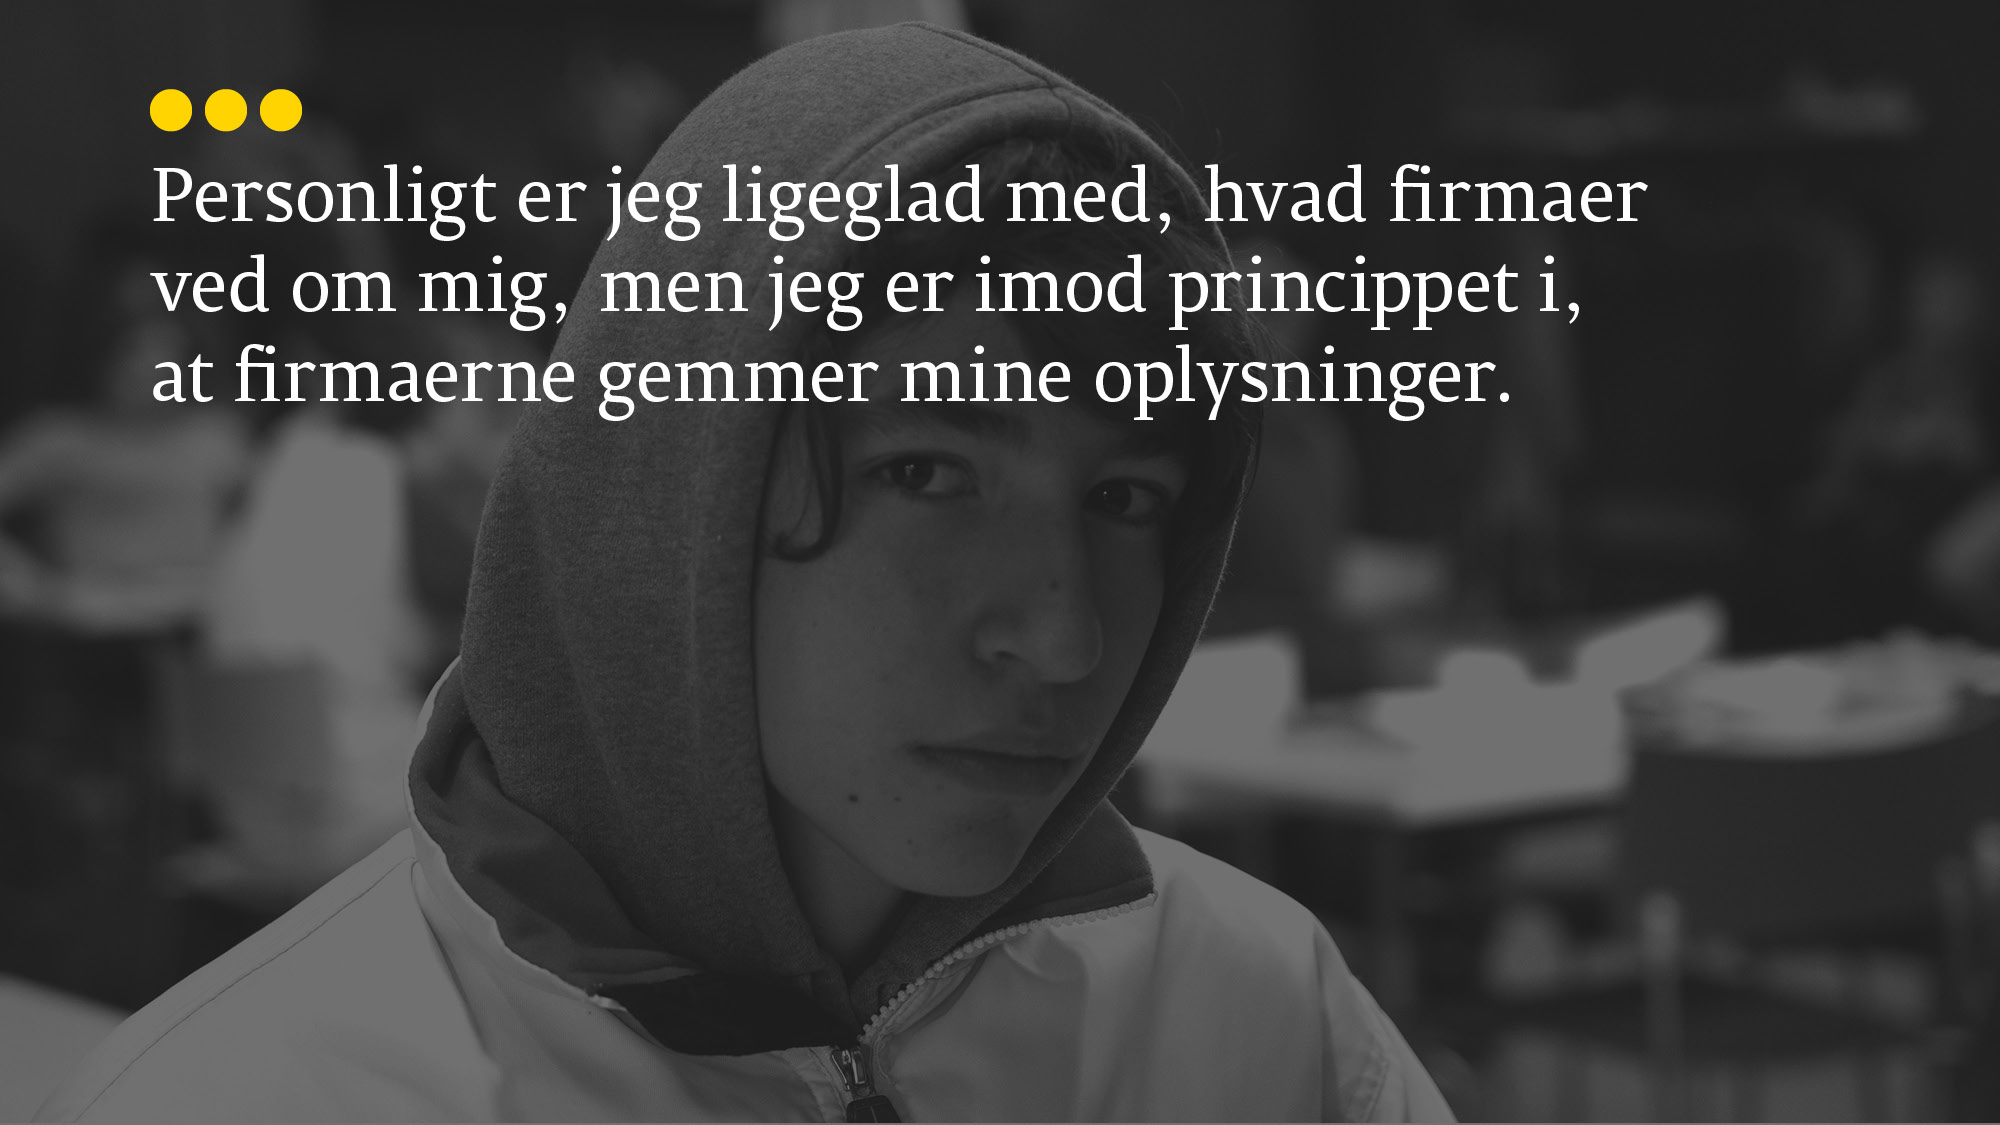 Personligt er jeg ligeglad med, hvad firmaer
ved om mig, men jeg er imod princippet i,
at firmaerne gemmer mine oplysninger.